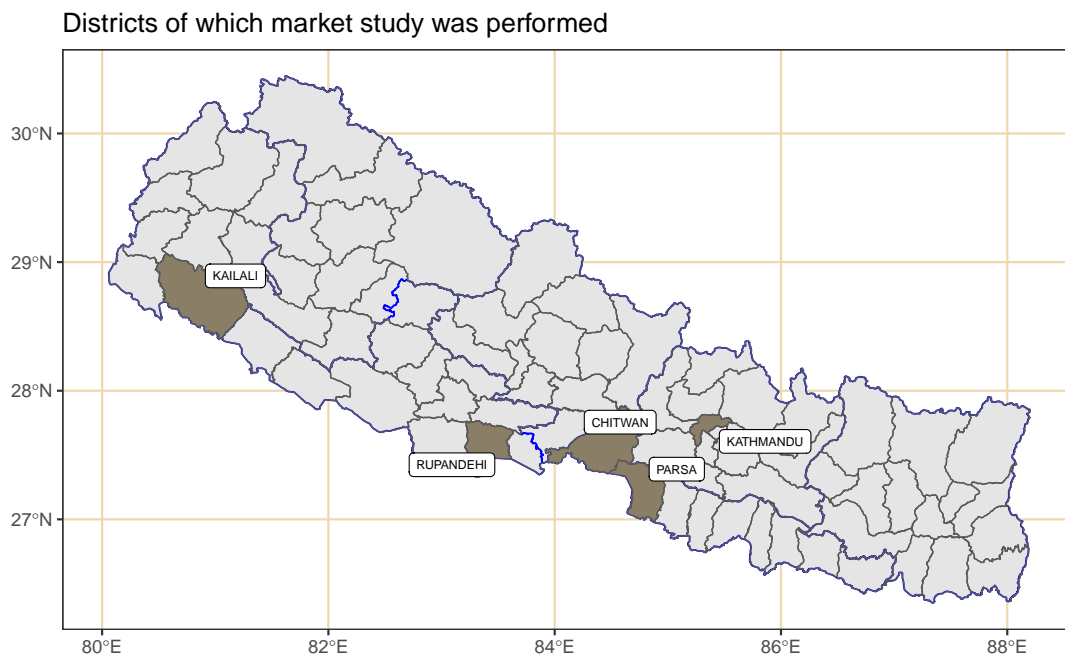 Districts of which market study was performed
30°N
29°N
28°N
27°N
KAILALI
CHITWAN
KATHMANDU
RUPANDEHI
PARSA
80°E
82°E
84°E
86°E
88°E